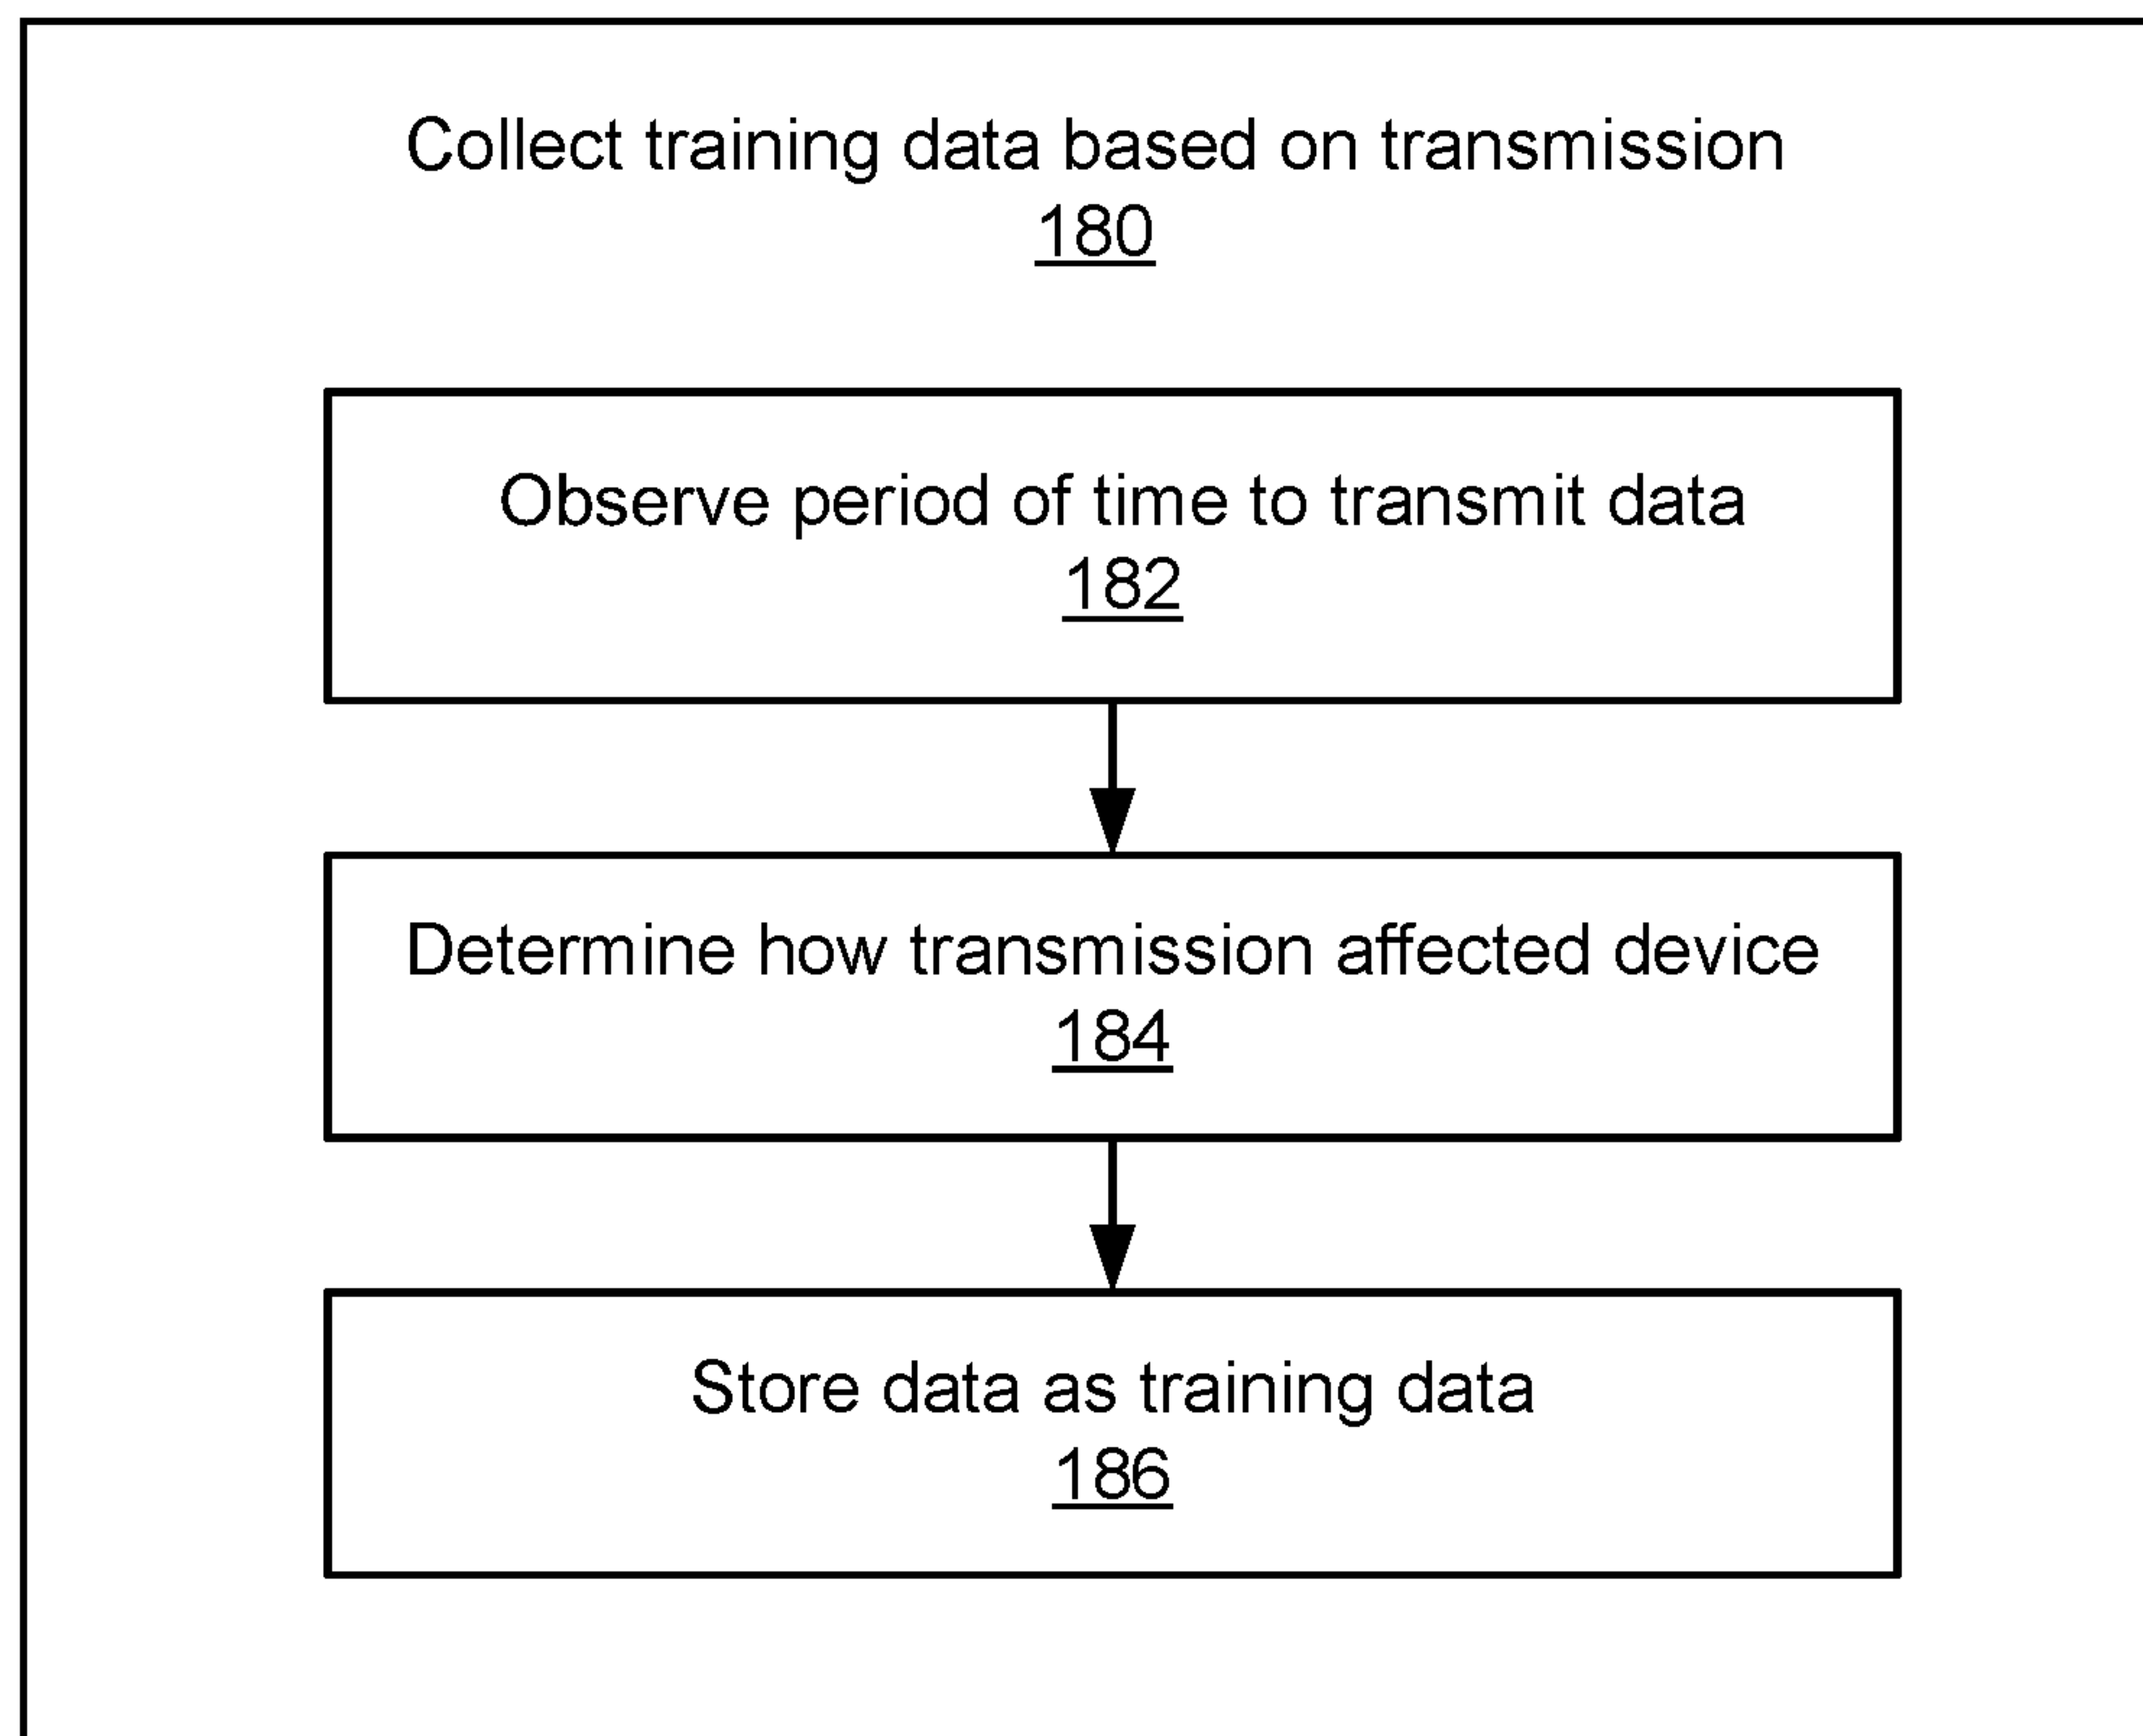 Collect training data based on transmission
180
Observe period of time to transmit data
182
Determine how transmission affected device
184
Store data as training data
186